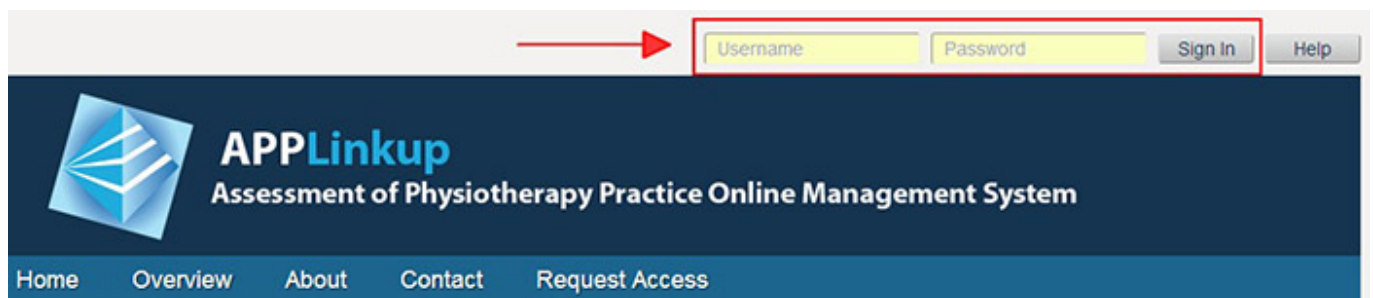 Username Password Sign In Help
APPLinkup
Assessment of Physiotherapy Practice Online Management System
Home Overview About Contact Request Access